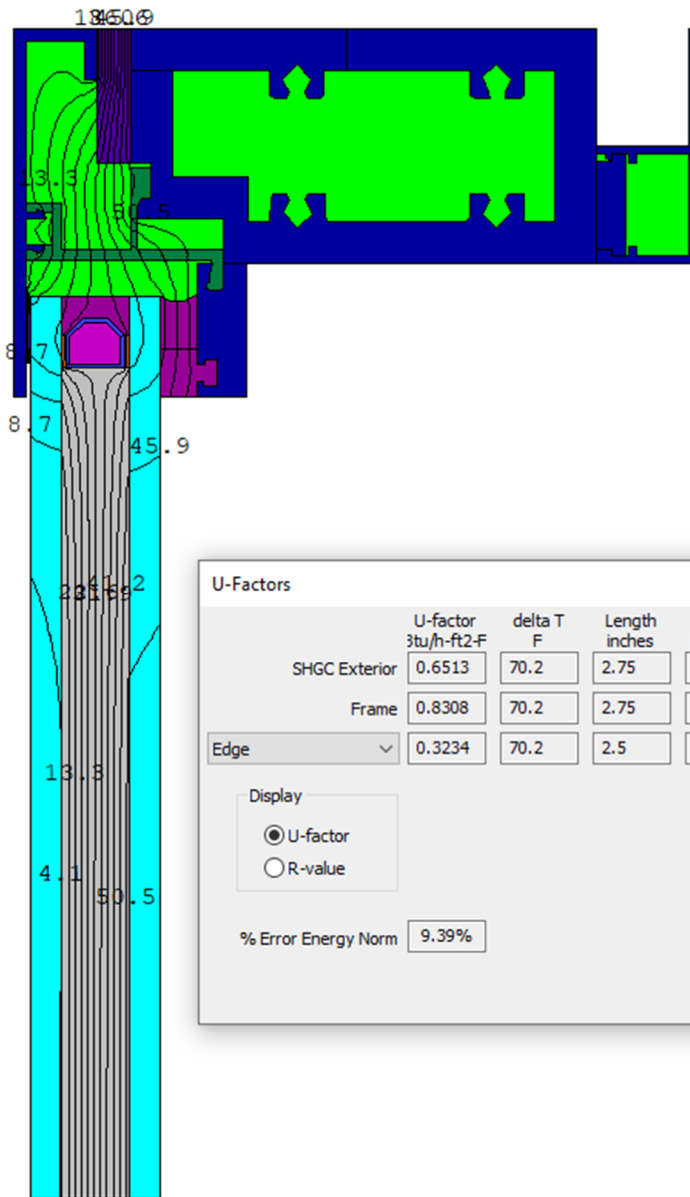 13.3
50.5
8.7
8.7
45.9
41.2
U-Factors
U-factor delta T Length
Btu/h-ft2-F F inches
SHGC Exterior 0.6513 70.2 2.75
Frame 0.8308 70.2 2.75
Edge 0.3234 70.2 2.5
13.3
Display
U-factor
4.1
R-value
50.5
% Error Energy Norm 9.39%